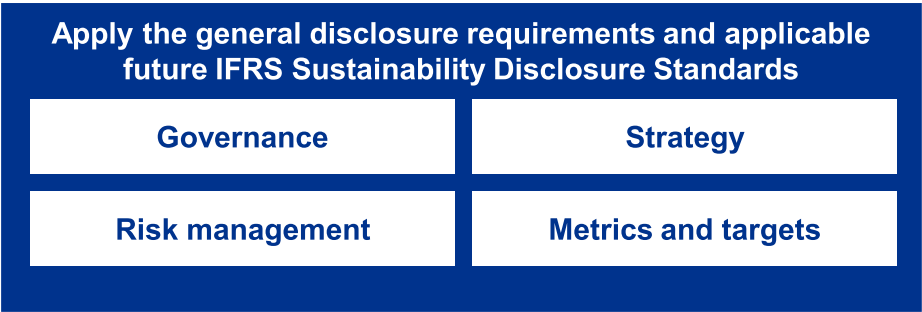 Apply the general disclosure requirements and applicable
future IFRS Sustainability Disclosure Standards
Governance
Strategy
Risk management
Metrics and targets